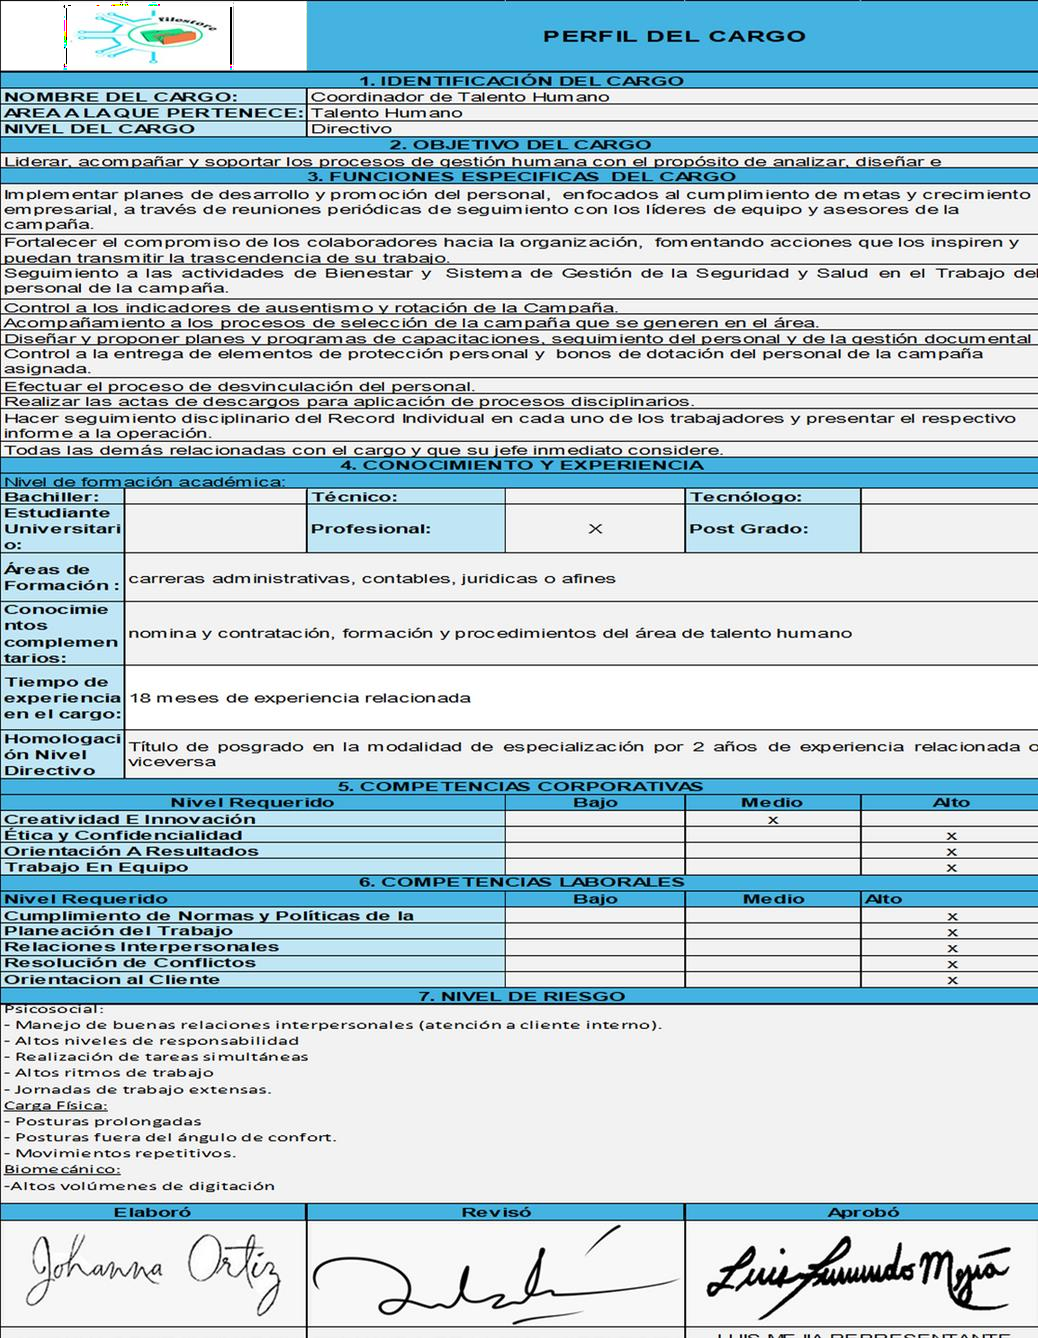 filestore
PERFIL DEL CARGO
1. IDENTIFICACIÓN DEL CARGO
NOMBRE DEL CARGO: Coordinador de Talento Humano
AREA A LA QUE PERTENECE: Talento Humano
NIVEL DEL CARGO Directivo
2. OBJETIVO DEL CARGO
Liderar, acompañar y soportar los procesos de gestión humana con el propósito de analizar, diseñar e
3. FUNCIONES ESPECIFICAS DEL CARGO
Implementar planes de desarrollo y promoción del personal, enfocados al cumplimiento de metas y crecimiento
empresarial, a través de reuniones periódicas de seguimiento con los líderes de equipo y asesores de la
campaña.
Fortalecer el compromiso de los colaboradores hacia la organización, fomentando acciones que los inspiren y
puedan transmitir la trascendencia de su trabajo.
Seguimiento a las actividades de Bienestar y Sistema de Gestión de la Seguridad y Salud en el Trabajo del
personal de la campaña.
Control a los indicadores de ausentismo y rotación de la Campaña.
Acompañamiento a los procesos de selección de la campaña que se generen en el área.
Diseñar y proponer planes y programas de capacitaciones, seguimiento del personal y de la gestión documental
Control a la entrega de elementos de protección personal y bonos de dotación del personal de la campaña
asignada.
Efectuar el proceso de desvinculación del personal.
Realizar las actas de descargos para aplicación de procesos disciplinarios.
Hacer seguimiento disciplinario del Record Individual en cada uno de los trabajadores y presentar el respectivo
informe a la operación.
Todas las demás relacionadas con el cargo y que su jefe inmediato considere.
4. CONOCIMIENTO Y EXPERIENCIA
Nivel de formación académica:
Bachiller: Técnico: Tecnólogo:
Estudiante
Universitari
o:
Profesional: X Post Grado:
Áreas de
Formación :
carreras administrativas, contables, juridicas o afines
Conocimie
ntos
complemen
tarios:
nomina y contratación, formación y procedimientos del área de talento humano
Tiempo de
experiencia
en el cargo:
18 meses de experiencia relacionada
Homologaci
ón Nivel
Directivo
Título de posgrado en la modalidad de especialización por 2 años de experiencia relacionada o
viceversa
5. COMPETENCIAS CORPORATIVAS
Nivel Requerido Bajo Medio Alto
Creatividad E Innovación x
Ética y Confidencialidad x
Orientación A Resultados x
Trabajo En Equipo x
6. COMPETENCIAS LABORALES
Nivel Requerido Bajo Medio Alto
Cumplimiento de Normas y Políticas de la x
Planeación del Trabajo x
Relaciones Interpersonales x
Resolución de Conflictos x
Orientacion al Cliente x
7. NIVEL DE RIESGO
Psicosocial:
- Manejo de buenas relaciones interpersonales (atención a cliente interno).
- Altos niveles de responsabilidad
- Realización de tareas simultáneas
- Altos ritmos de trabajo
- Jornadas de trabajo extensas.
Carga Física:
- Posturas prolongadas
- Posturas fuera del ángulo de confort.
- Movimientos repetitivos.
Biomecánico:
-Altos volúmenes de digitación
Elaboró Revisó Aprobó
Johanna Ortiz
Luis Mejía
LUIS MEJIA REPRESENTANTE